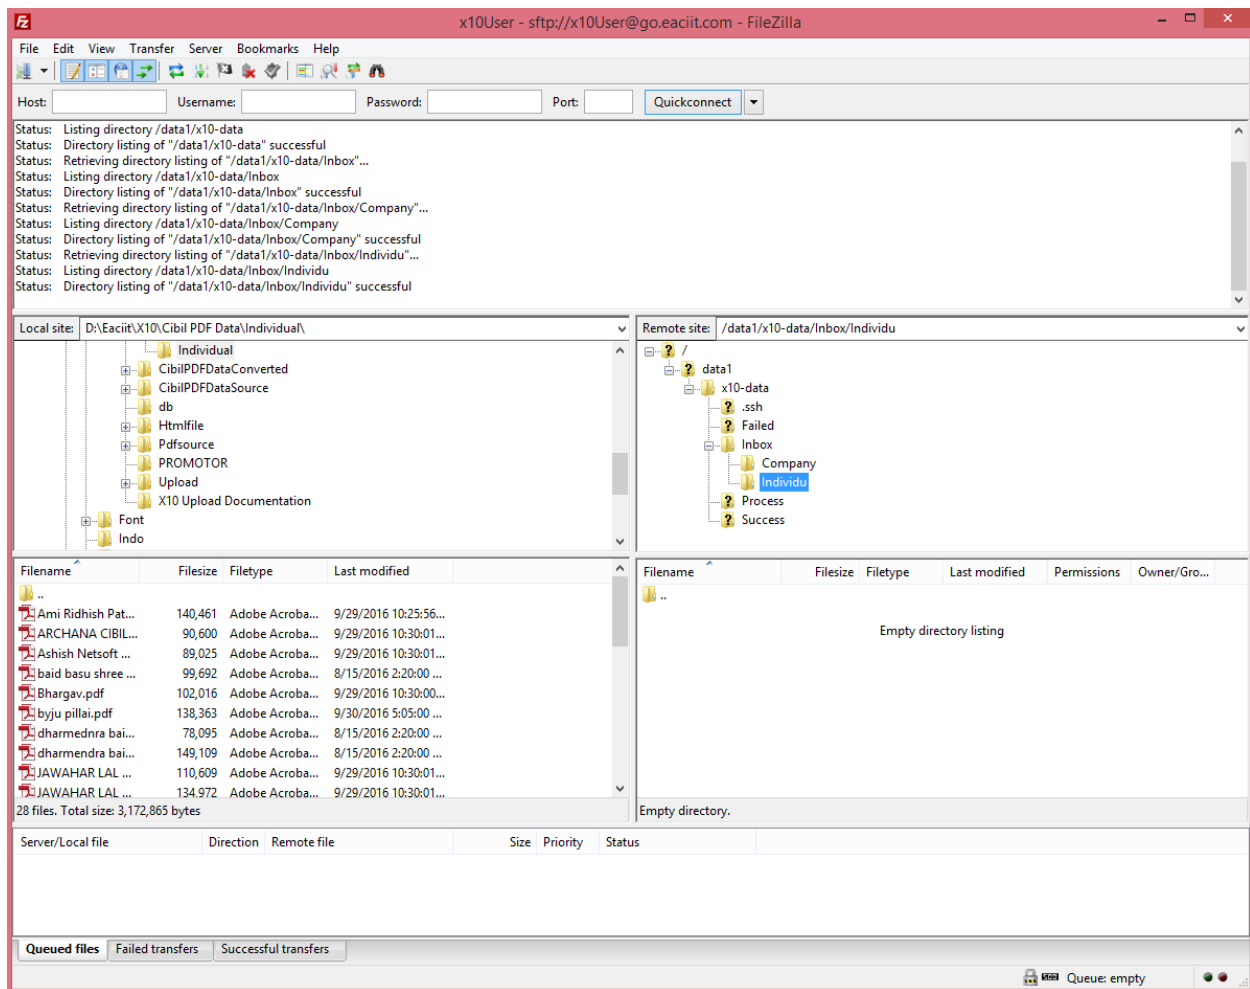 x10User - sftp://x10User@go.eaciit.com - FileZilla
File Edit View Transfer Server Bookmarks Help
Host: Username: Password: Port: Quickconnect
Status: Listing directory /data1/x10-data
Status: Directory listing of "/data1/x10-data" successful
Status: Retrieving directory listing of "/data1/x10-data/Inbox"...
Status: Listing directory /data1/x10-data/Inbox
Status: Directory listing of "/data1/x10-data/Inbox" successful
Status: Retrieving directory listing of "/data1/x10-data/Inbox/Company"...
Status: Listing directory /data1/x10-data/Inbox/Company
Status: Directory listing of "/data1/x10-data/Inbox/Company" successful
Status: Retrieving directory listing of "/data1/x10-data/Inbox/Individu"...
Status: Listing directory /data1/x10-data/Inbox/Individu
Status: Directory listing of "/data1/x10-data/Inbox/Individu" successful
Local site: D:\Eaciit\X10\Cibil PDF Data\Individual\
Individual
CibilPDFDataConverted
CibilPDFDataSource
db
Htmlfile
Pdfsource
PROMOTOR
Upload
X10 Upload Documentation
Font
Indo
Remote site: /data1/x10-data/Inbox/Individu
/
data1
x10-data
.ssh
Failed
Inbox
Company
Individu
Process
Success
Filename Filesize Filetype Last modified
..
Ami Ridhish Pat... 140,461 Adobe Acroba... 9/29/2016 10:25:56...
ARCHANA CIBIL... 90,600 Adobe Acroba... 9/29/2016 10:30:01...
Ashish Netsoft ... 89,025 Adobe Acroba... 9/29/2016 10:30:01...
baid basu shree ... 99,692 Adobe Acroba... 8/15/2016 2:20:00 ...
Bhargav.pdf 102,016 Adobe Acroba... 9/29/2016 10:30:00...
byju pillai.pdf 138,363 Adobe Acroba... 9/30/2016 5:05:00 ...
dharmednra bai... 78,095 Adobe Acroba... 8/15/2016 2:20:00 ...
dharmendra bai... 149,109 Adobe Acroba... 8/15/2016 2:20:00 ...
JAWAHAR LAL ... 110,609 Adobe Acroba... 9/29/2016 10:30:01...
JAWAHAR LAL ... 134,972 Adobe Acroba... 9/29/2016 10:30:01...
28 files. Total size: 3,172,865 bytes
Filename Filesize Filetype Last modified Permissions Owner/Gro...
..
Empty directory listing
Empty directory.
Server/Local file Direction Remote file Size Priority Status
Queued files Failed transfers Successful transfers
Queue: empty